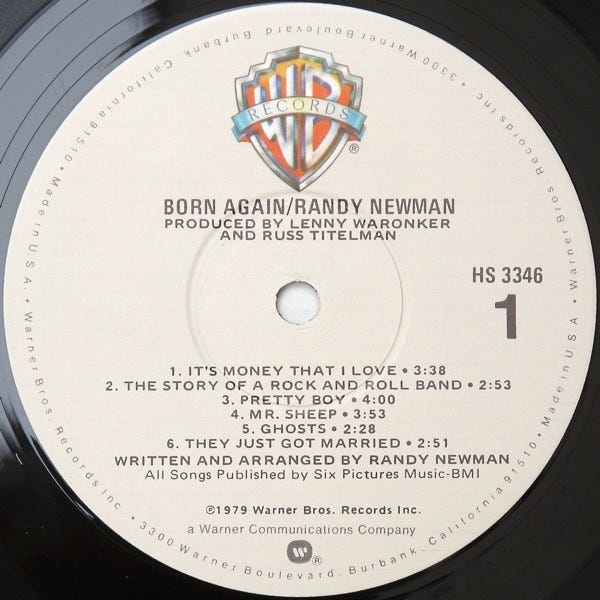 WB
RECORDS
®
BORN AGAIN/RANDY NEWMAN
PRODUCED BY LENNY WARONKER
AND RUSS TITELMAN
HS 3346
1
1. IT'S MONEY THAT I LOVE • 3:38
2. THE STORY OF A ROCK AND ROLL BAND • 2:53
3. PRETTY BOY • 4:00
4. MR. SHEEP • 3:53
5. GHOSTS • 2:28
6. THEY JUST GOT MARRIED • 2:51
WRITTEN AND ARRANGED BY RANDY NEWMAN
All Songs Published by Six Pictures Music-BMI
℗1979 Warner Bros. Records Inc.
a Warner Communications Company
®
Warner Bros. Records Inc. • 3300 Warner Boulevard, Burbank, California 91510 • Made in U.S.A. • Warner Bros. Records Inc. • 3300 Warner Boulevard, Burbank, California 91510 • Made in U.S.A. •